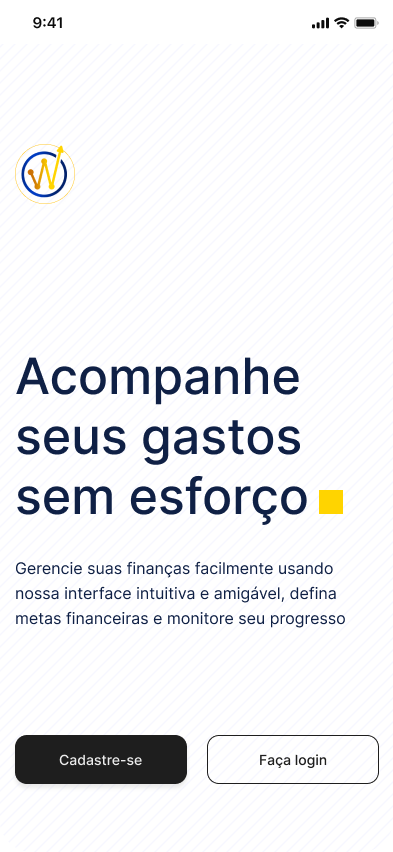 9:41
Acompanhe
seus gastos
sem esforço
Gerencie suas finanças facilmente usando
nossa interface intuitiva e amigável, defina
metas financeiras e monitore seu progresso
Cadastre-se
Faça login